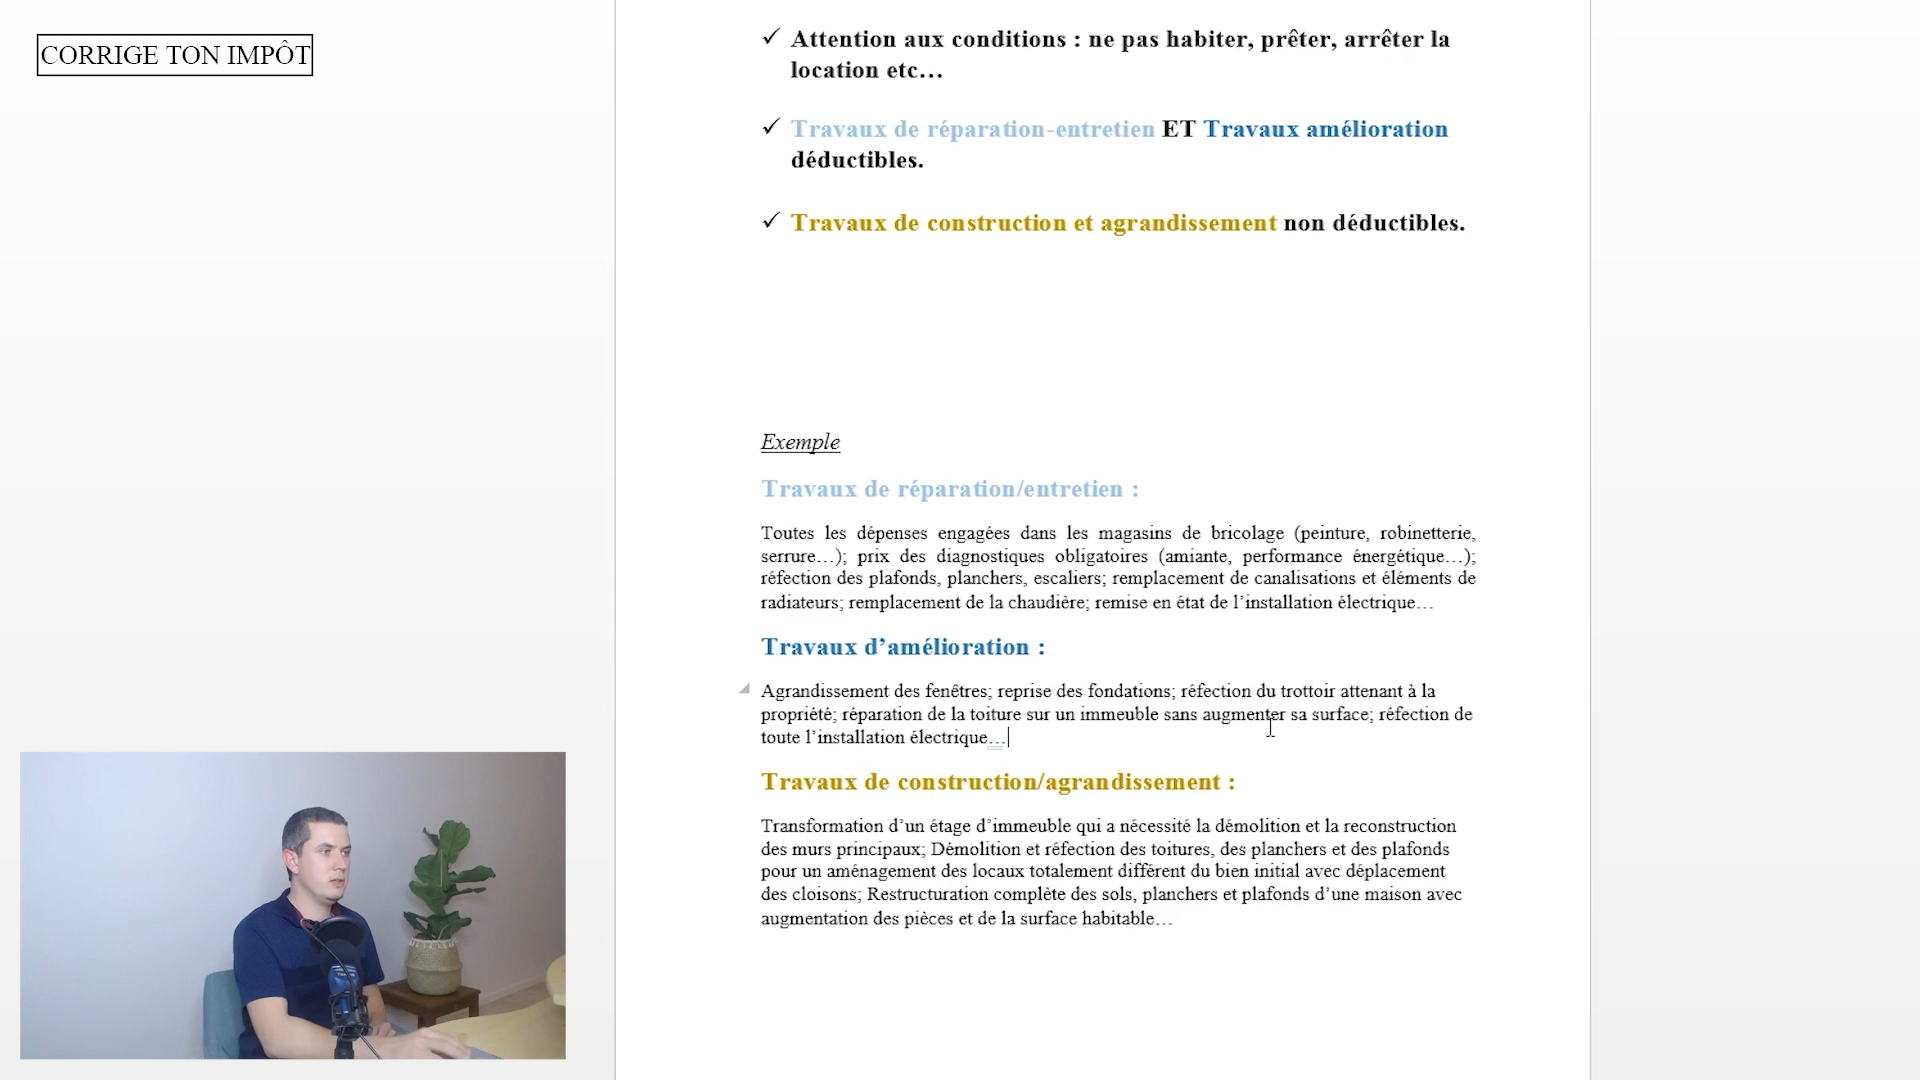 CORRIGE TON IMPÔT
✓ Attention aux conditions : ne pas habiter, prêter, arrêter la
location etc…
✓ Travaux de réparation-entretien ET Travaux amélioration
déductibles.
✓ Travaux de construction et agrandissement non déductibles.
Exemple
Travaux de réparation/entretien :
Toutes les dépenses engagées dans les magasins de bricolage (peinture, robinetterie,
serrure…); prix des diagnostiques obligatoires (amiante, performance énergétique…);
réfection des plafonds, planchers, escaliers; remplacement de canalisations et éléments de
radiateurs; remplacement de la chaudière; remise en état de l’installation électrique…
Travaux d’amélioration :
Agrandissement des fenêtres; reprise des fondations; réfection du trottoir attenant à la
propriété; réparation de la toiture sur un immeuble sans augmenter sa surface; réfection de
toute l’installation électrique…
Travaux de construction/agrandissement :
Transformation d’un étage d’immeuble qui a nécessité la démolition et la reconstruction
des murs principaux; Démolition et réfection des toitures, des planchers et des plafonds
pour un aménagement des locaux totalement différent du bien initial avec déplacement
des cloisons; Restructuration complète des sols, planchers et plafonds d’une maison avec
augmentation des pièces et de la surface habitable…